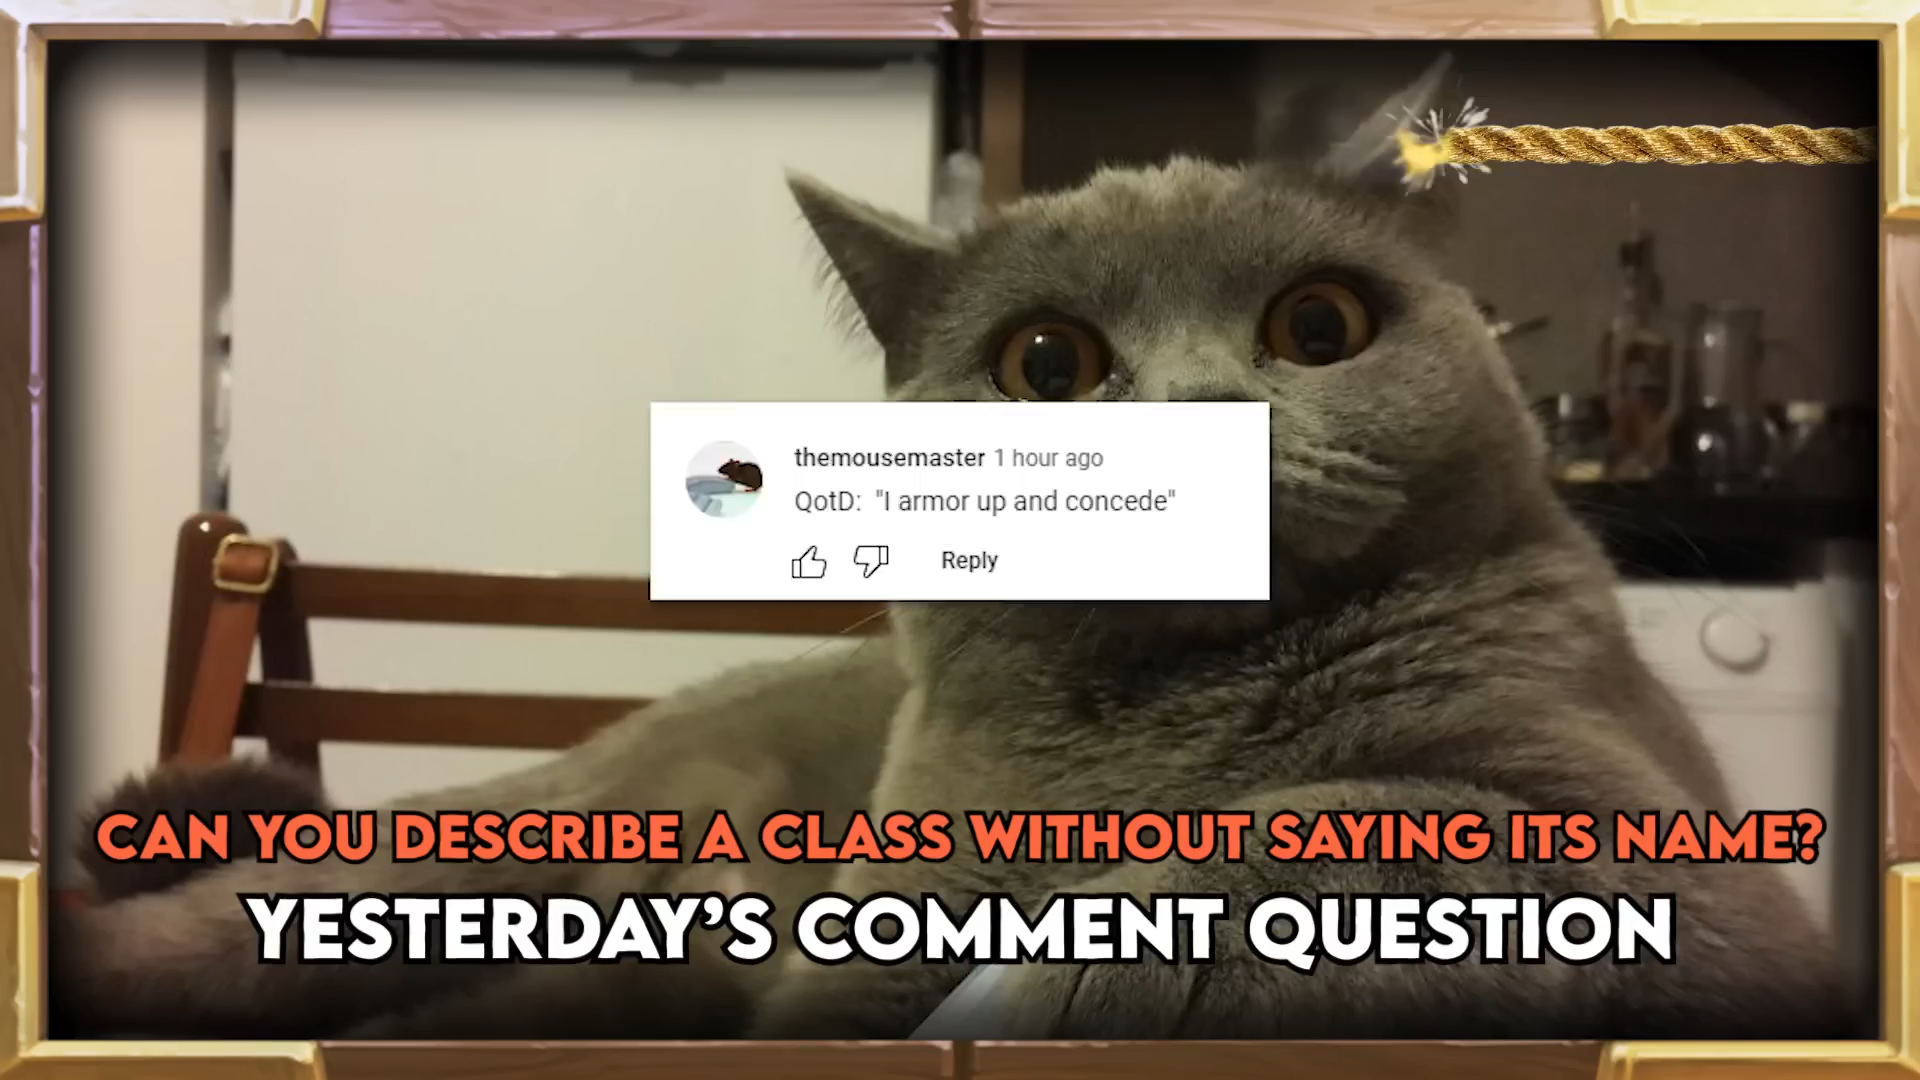 themousemaster 1 hour ago
QotD: "I armor up and concede"
Reply
CAN YOU DESCRIBE A CLASS WITHOUT SAYING ITS NAME?
YESTERDAY'S COMMENT QUESTION